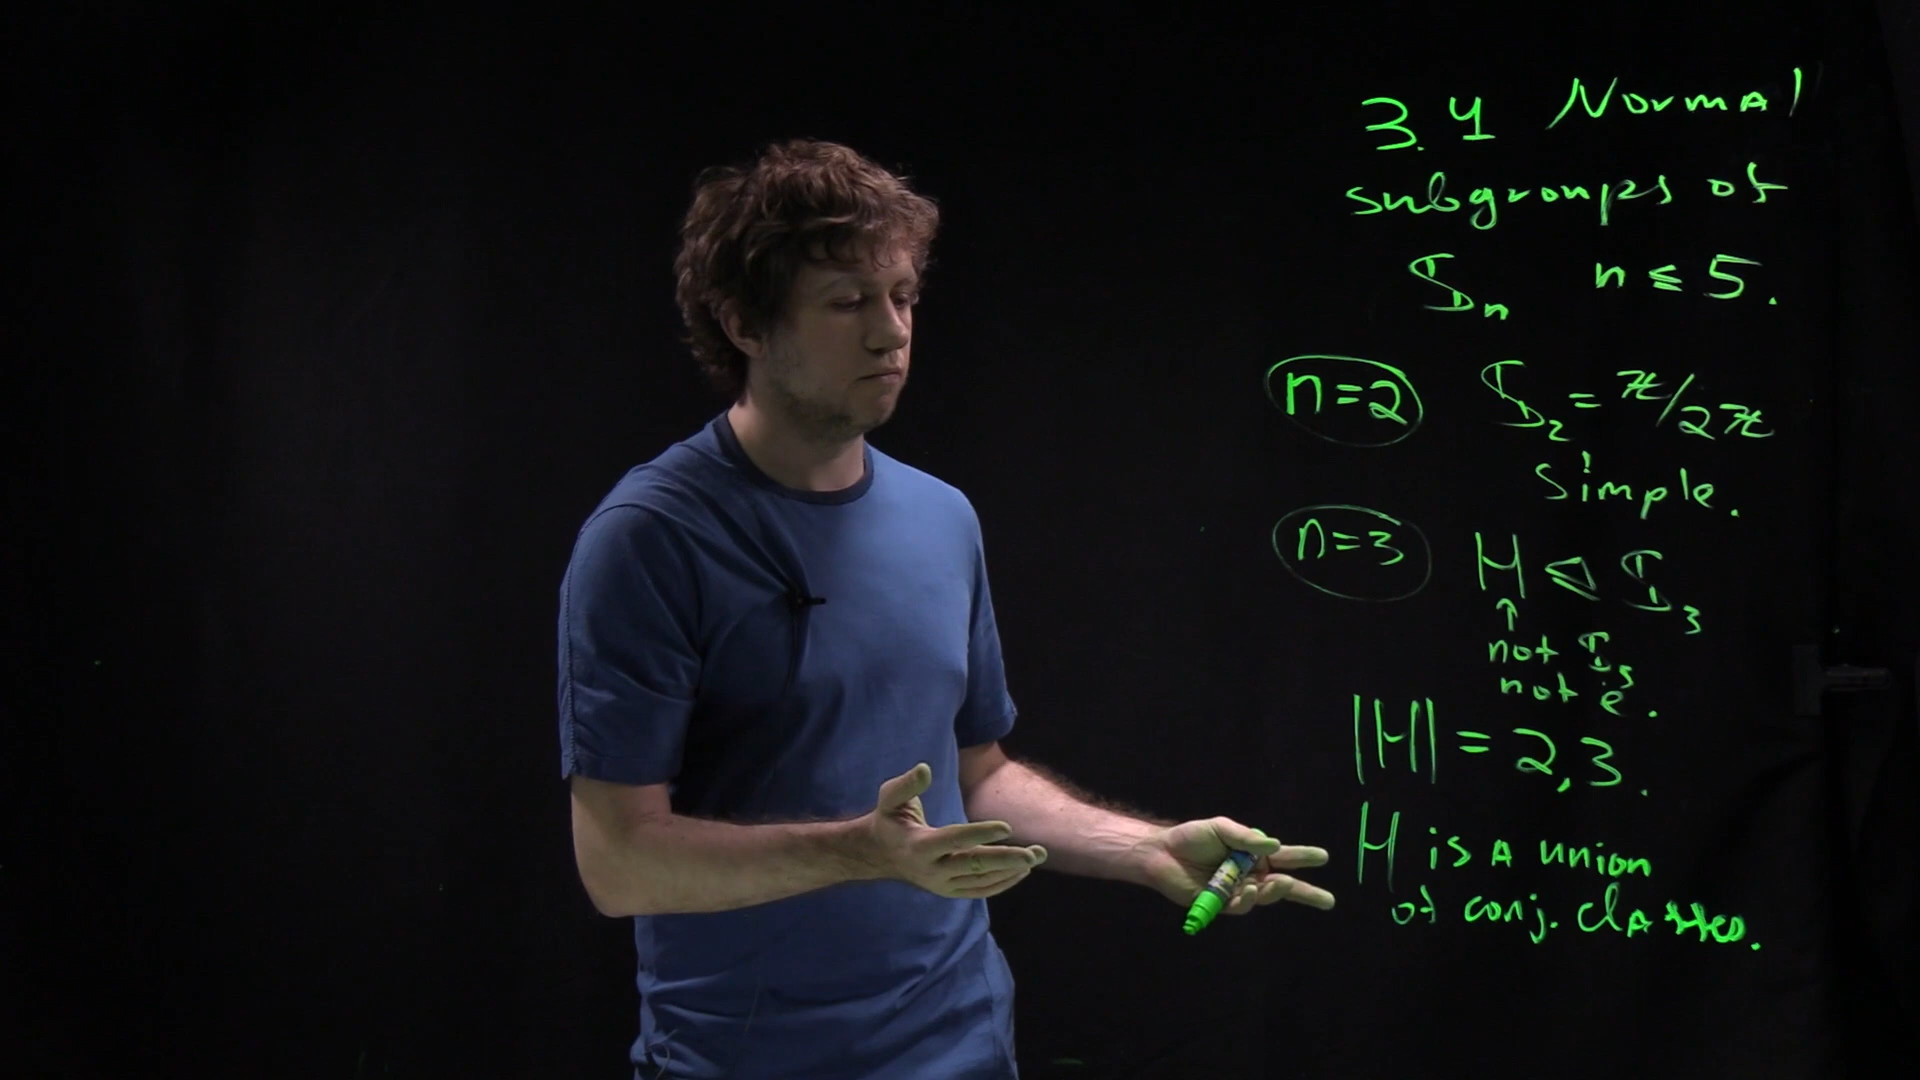 3.4 Normal
subgroups of
S_n n ≤ 5.
n=2 S_2 = ℤ/2ℤ
simple.
n=3 H ◁ S_3
↑
not S_3
not e.
|H| = 2,3.
H is a union
of conj. classes.